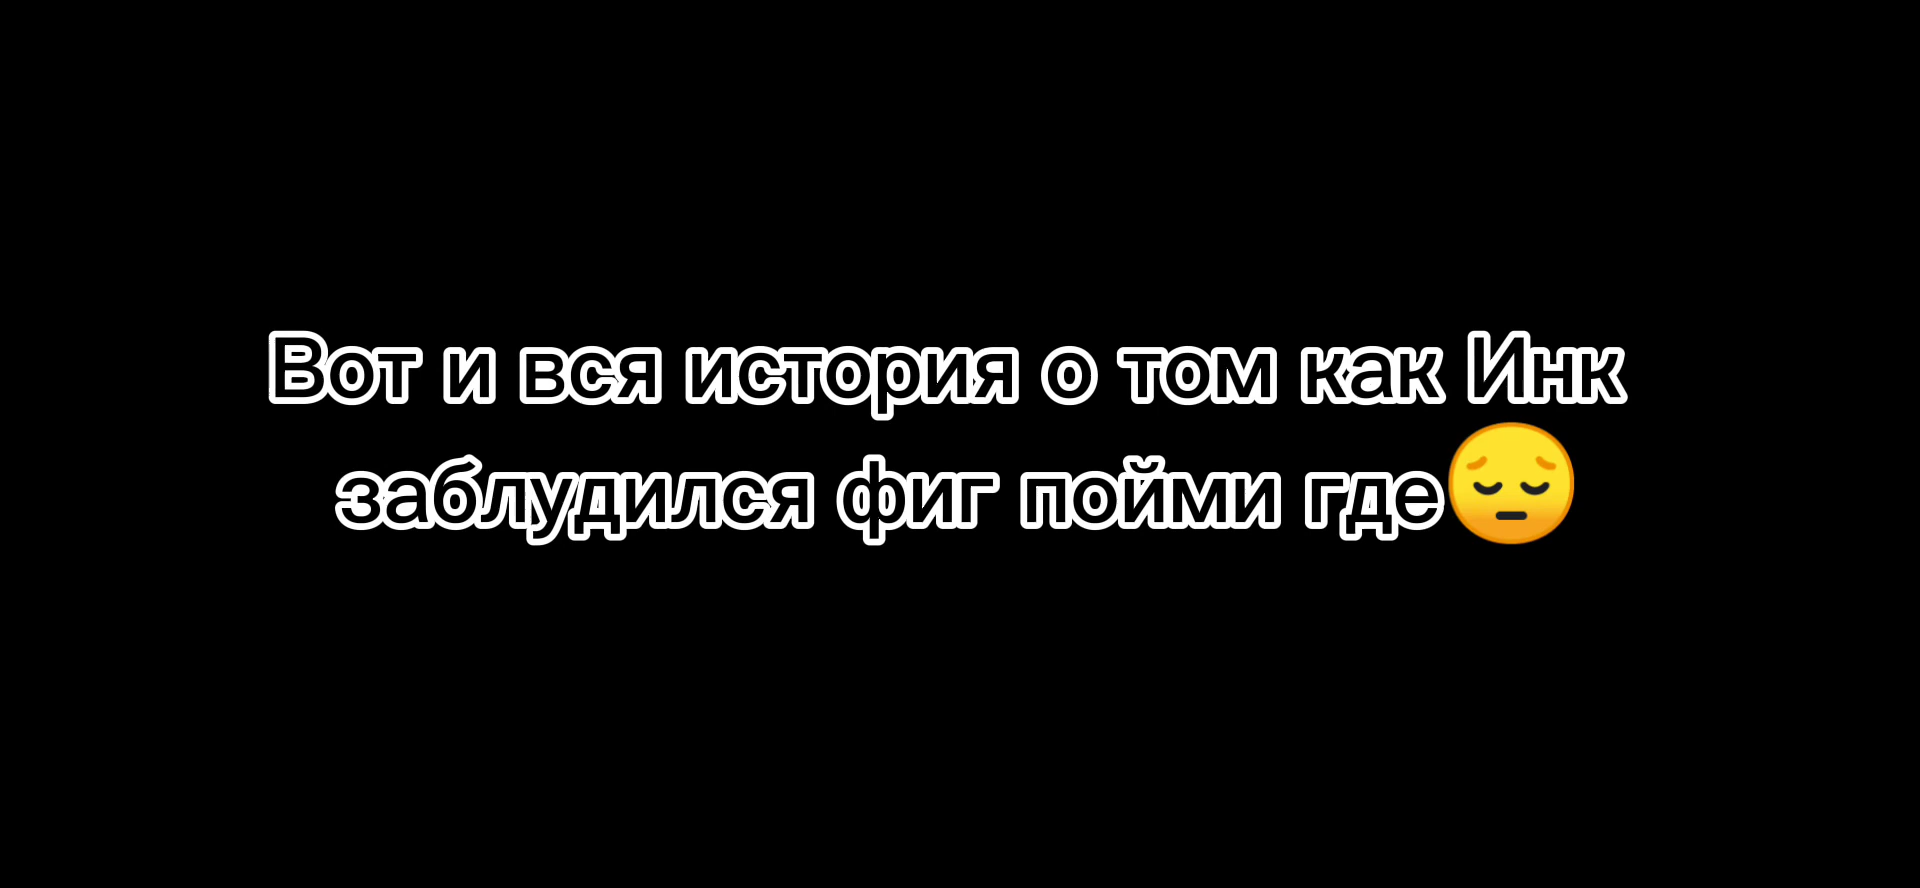 Вот и вся история о том как Инк
заблудился фиг пойми где😔